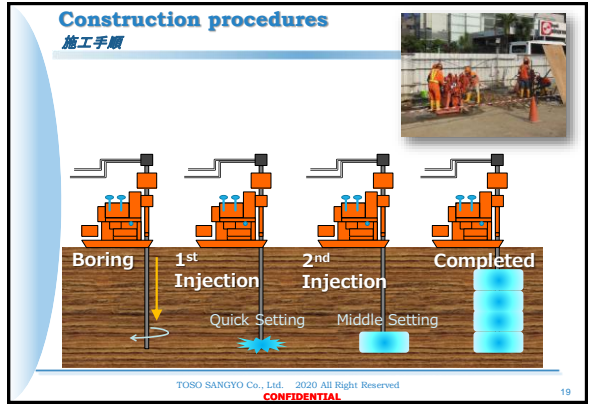 Construction procedures
施工手順
Boring
1st
Injection
2nd
Injection
Completed
Quick Setting
Middle Setting
TOSO SANGYO Co., Ltd. 2020 All Right Reserved
CONFIDENTIAL
19